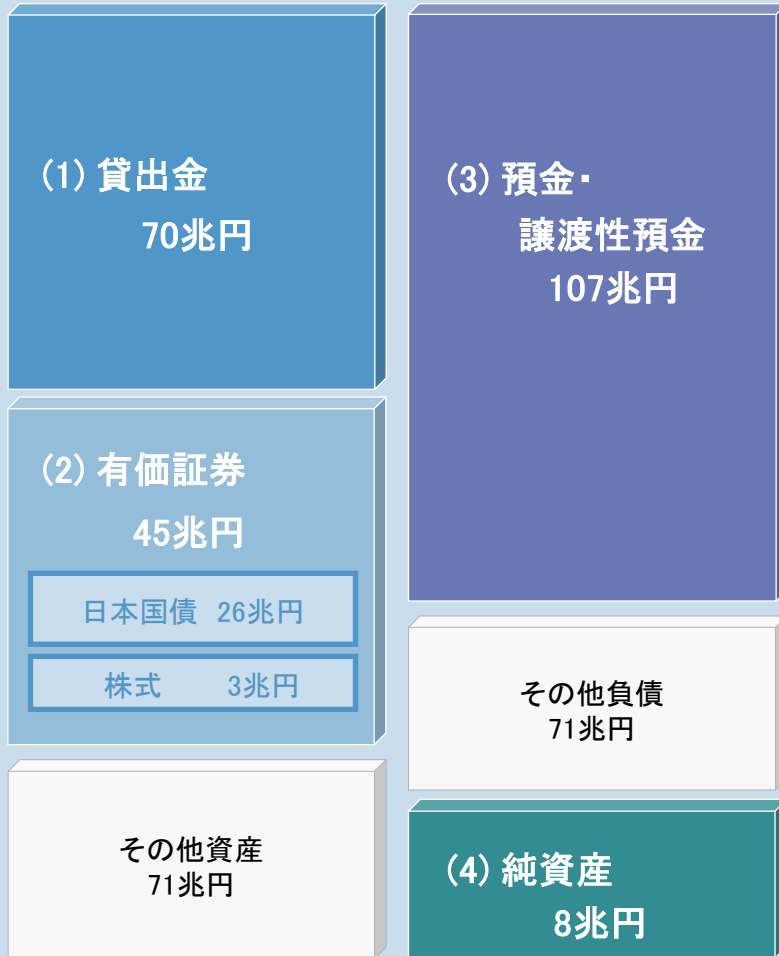 (1) 貸出金
70兆円
(2) 有価証券
45兆円
日本国債 26兆円
株式 3兆円
その他資産
71兆円
(3) 預金・
譲渡性預金
107兆円
その他負債
71兆円
(4) 純資産
8兆円